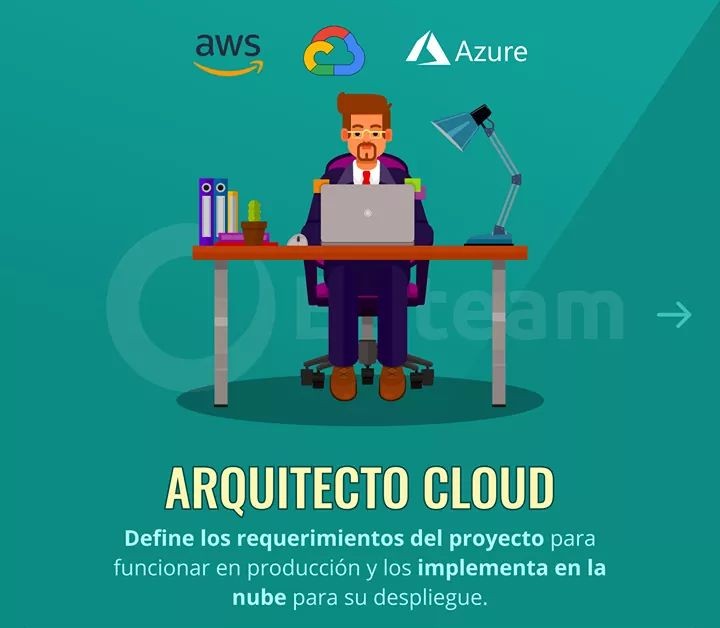 aws
Azure
team
ARQUITECTO CLOUD
Define los requerimientos del proyecto para
funcionar en producción y los implementa en la
nube para su despliegue.